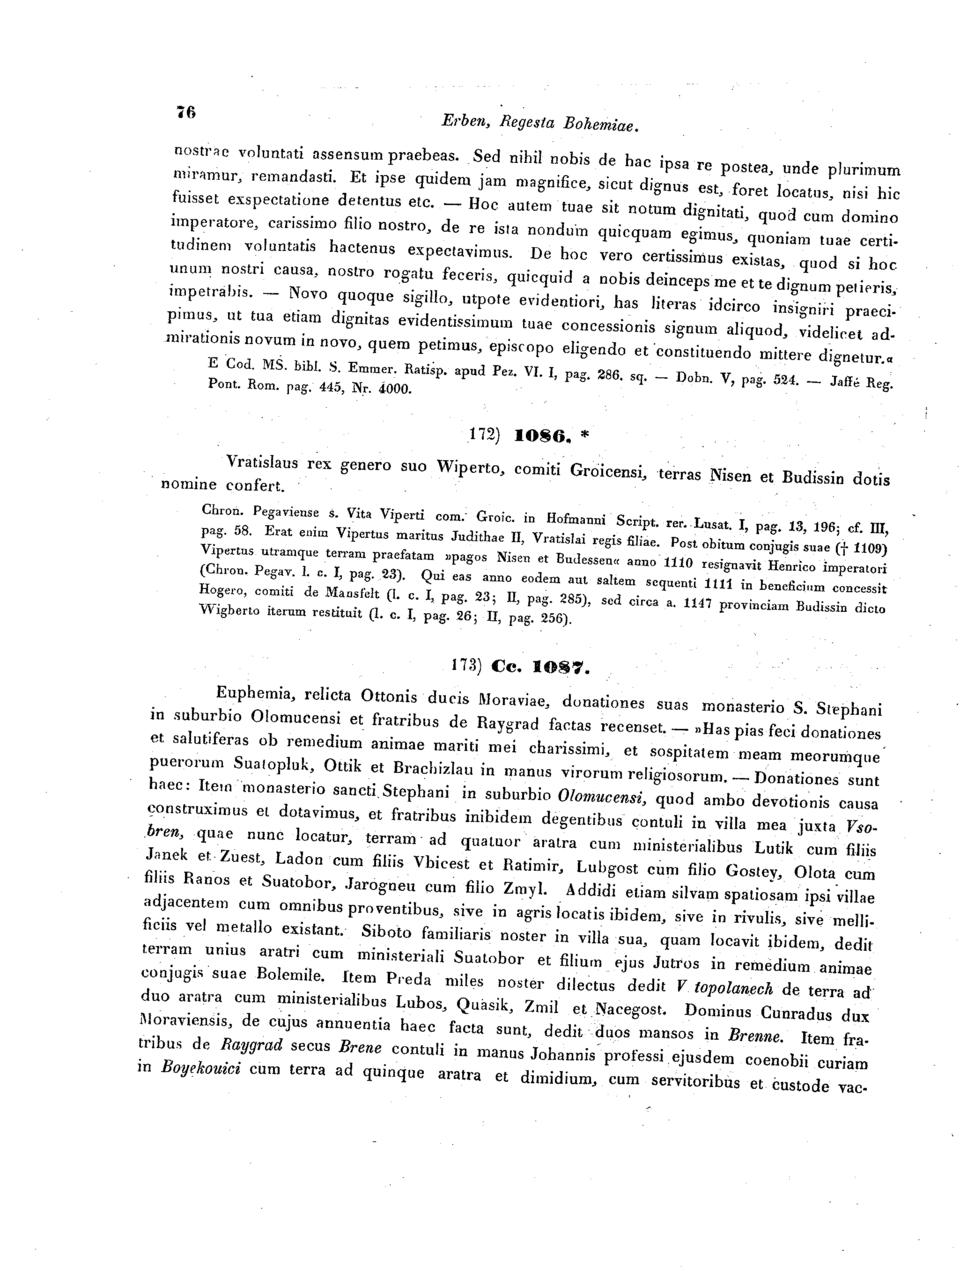 76
Erben, Regesta Bohemiae.
nostrae voluntati assensum praebeas. Sed nihil nobis de hac ipsa re postea, unde plurimum
miramur, remandasti. Et ipse quidem jam magnifice, sicut dignus est, foret locatus, nisi hic
fuisset exspectatione detentus etc. — Hoc autem tuae sit notum dignitati, quod cum domino
imperatore, carissimo filio nostro, de re ista nondum quicquam egimus, quoniam tuae certi-
tudinem voluntatis hactenus expectavimus. De hoc vero certissimus existas, quod si hoc
unum nostri causa, nostro rogatu feceris, quicquid a nobis deinceps me et te dignum petieris,
impetrabis. — Novo quoque sigillo, utpote evidentiori, has literas idcirco insigniri praeci-
pimus, ut tua etiam dignitas evidentissimum tuae concessionis signum aliquod, videlicet ad-
mirationis novum in novo, quem petimus, episcopo eligendo et constituendo mittere dignetur.«
E Cod. MS. bibl. S. Emmer. Ratisp. apud Pez. VI. I, pag. 286. sq. — Dobn. V, pag. 524. — Jaffé Reg.
Pont. Rom. pag. 445, Nr. 4000.
172) 1086. *
Vratislaus rex genero suo Wiperto, comiti Groicensi, terras Nisen et Budissin dotis
nomine confert.
Chron. Pegaviense s. Vita Viperti com. Groic. in Hofmanni Script. rer. Lusat. I, pag. 13, 196; cf. III,
pag. 58. Erat enim Vipertus maritus Judithae II, Vratislai regis filiae. Post obitum conjugis suae († 1109)
Vipertus utramque terram praefatam »pagos Nisen et Budessen« anno 1110 resignavit Henrico imperatori
(Chron. Pegav. l. c. I, pag. 23). Qui eas anno eodem aut saltem sequenti 1111 in beneficium concessit
Hogero, comiti de Mansfelt (l. c. I, pag. 23; II, pag. 285), sed circa a. 1147 provinciam Budissin dicto
Wigberto iterum restituit (l. c. I, pag. 26; II, pag. 256).
173) Cc. 1087.
Euphemia, relicta Ottonis ducis Moraviae, donationes suas monasterio S. Stephani
in suburbio Olomucensi et fratribus de Raygrad factas recenset. — »Has pias feci donationes
et salutiferas ob remedium animae mariti mei charissimi, et sospitatem meam meorumque
puerorum Suatopluk, Ottik et Brachizlau in manus virorum religiosorum. — Donationes sunt
haec: Item monasterio sancti Stephani in suburbio Olomucensi, quod ambo devotionis causa
construximus et dotavimus, et fratribus inibidem degentibus contuli in villa mea juxta Vso-
bren, quae nunc locatur, terram ad quatuor aratra cum ministerialibus Lutik cum filiis
Janek et Zuest, Ladon cum filiis Vbicest et Ratimir, Lubgost cum filio Gostey, Olota cum
filiis Ranos et Suatobor, Jarogneu cum filio Zmyl. Addidi etiam silvam spatiosam ipsi villae
adjacentem cum omnibus proventibus, sive in agris locatis ibidem, sive in rivulis, sive melli-
ficiis vel metallo existant. Siboto familiaris noster in villa sua, quam locavit ibidem, dedit
terram unius aratri cum ministeriali Suatobor et filium ejus Jutros in remedium animae
conjugis suae Bolemile. Item Preda miles noster dilectus dedit V topolanech de terra ad
duo aratra cum ministerialibus Lubos, Quasik, Zmil et Nacegost. Dominus Cunradus dux
Moraviensis, de cujus annuentia haec facta sunt, dedit duos mansos in Brenne. Item fra-
tribus de Raygrad secus Brene contuli in manus Johannis professi ejusdem coenobii curiam
in Boyekouici cum terra ad quinque aratra et dimidium, cum servitoribus et custode vac-